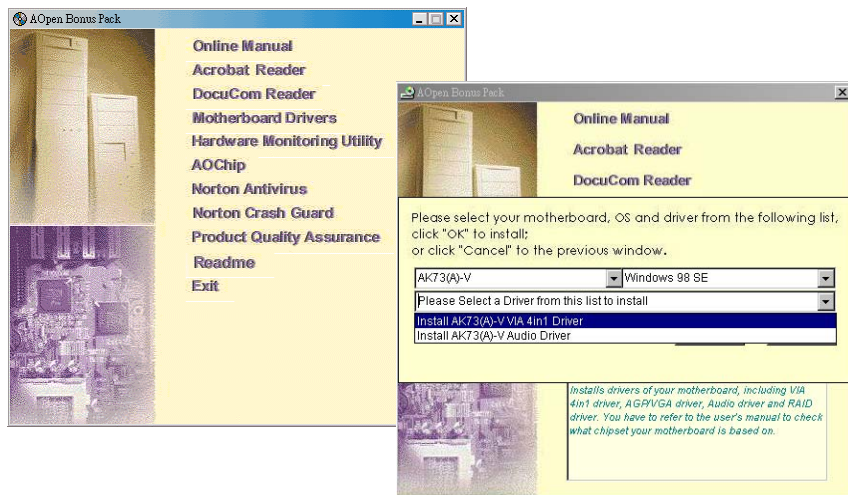 AOpen Bonus Pack
Online Manual
Acrobat Reader
DocuCom Reader
Motherboard Drivers
Hardware Monitoring Utility
AOChip
Norton Antivirus
Norton Crash Guard
Product Quality Assurance
Readme
Exit
AOpen Bonus Pack
Online Manual
Acrobat Reader
DocuCom Reader
Please select your motherboard, OS and driver from the following list,
click "OK" to install;
or click "Cancel" to the previous window.
AK73(A)-V
Windows 98 SE
Please Select a Driver from this list to install
Install AK73(A)-V VIA 4in1 Driver
Install AK73(A)-V Audio Driver
Installs drivers of your motherboard, including VIA
4in1 driver, AGP/VGA driver, Audio driver and RAID
driver. You have to refer to the user's manual to check
what chipset your motherboard is based on.